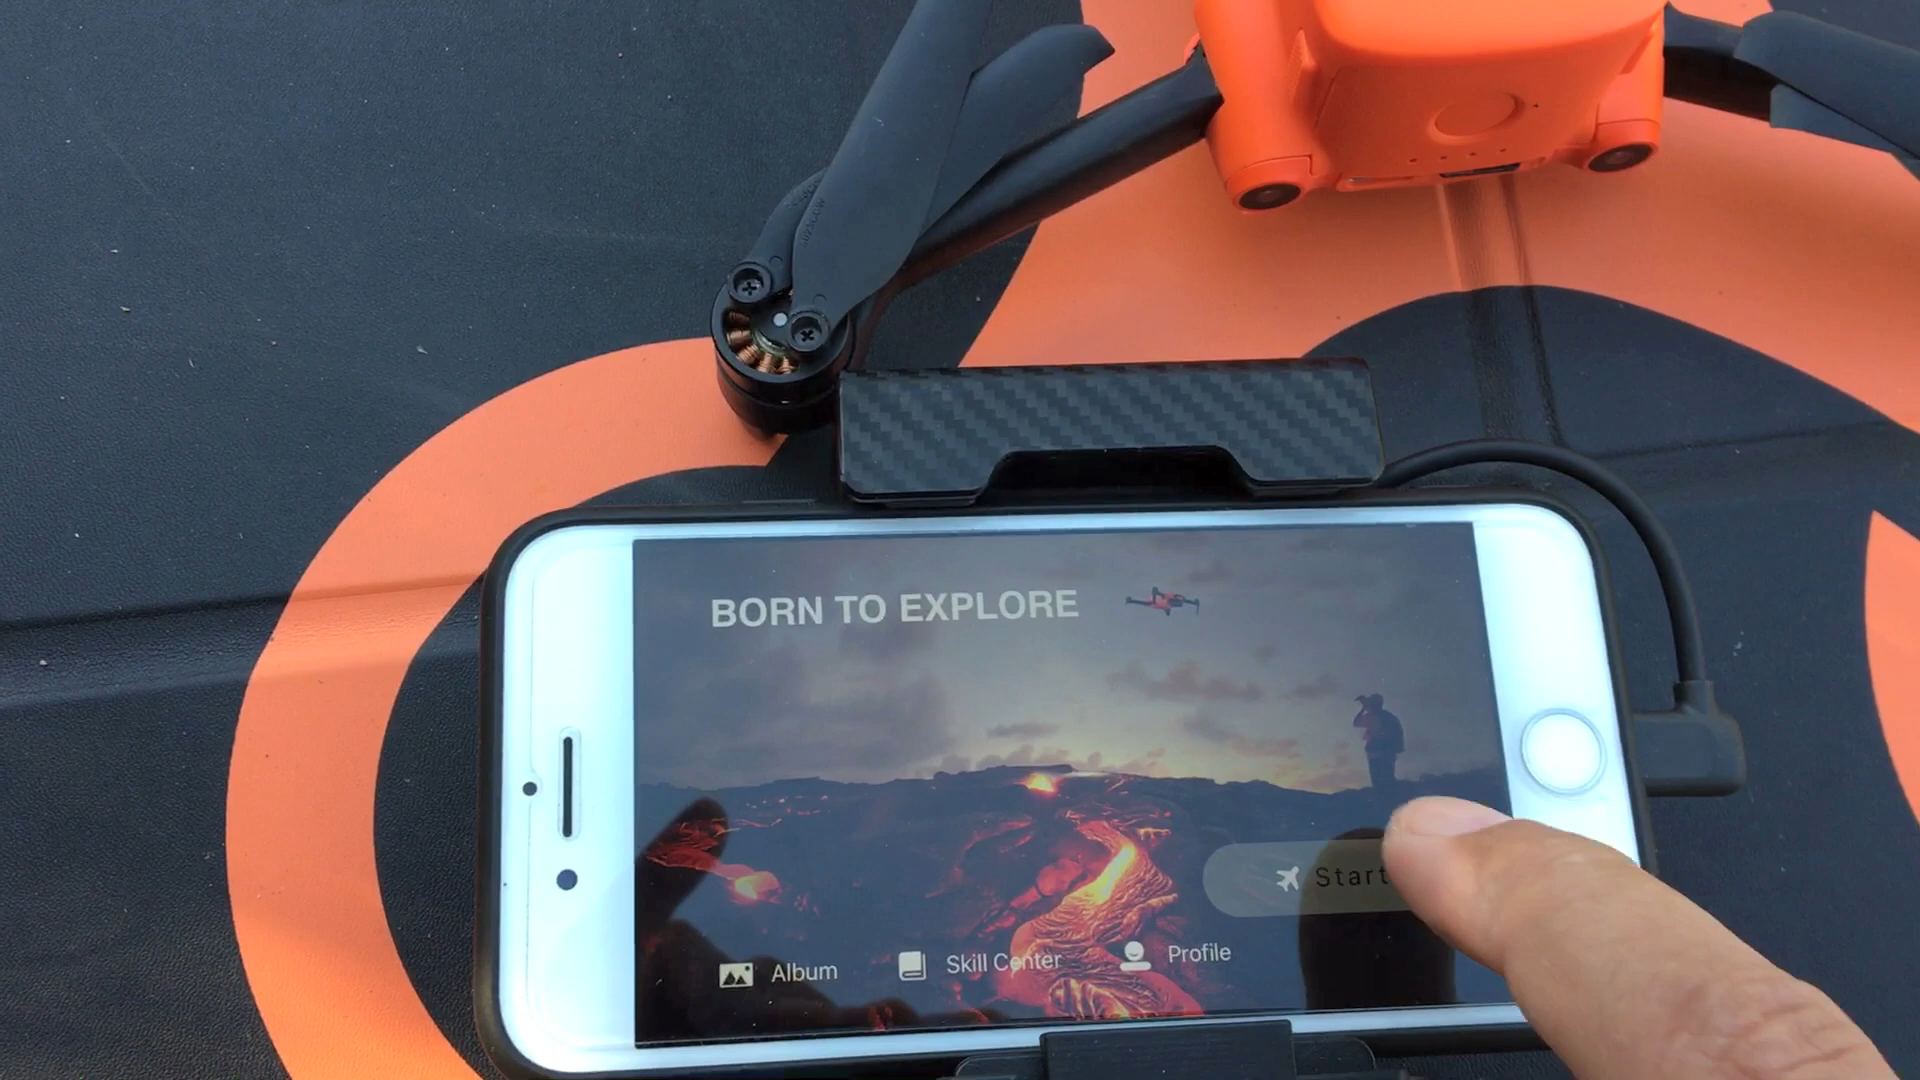 BORN TO EXPLORE
Start
Album
Skill Center
Profile